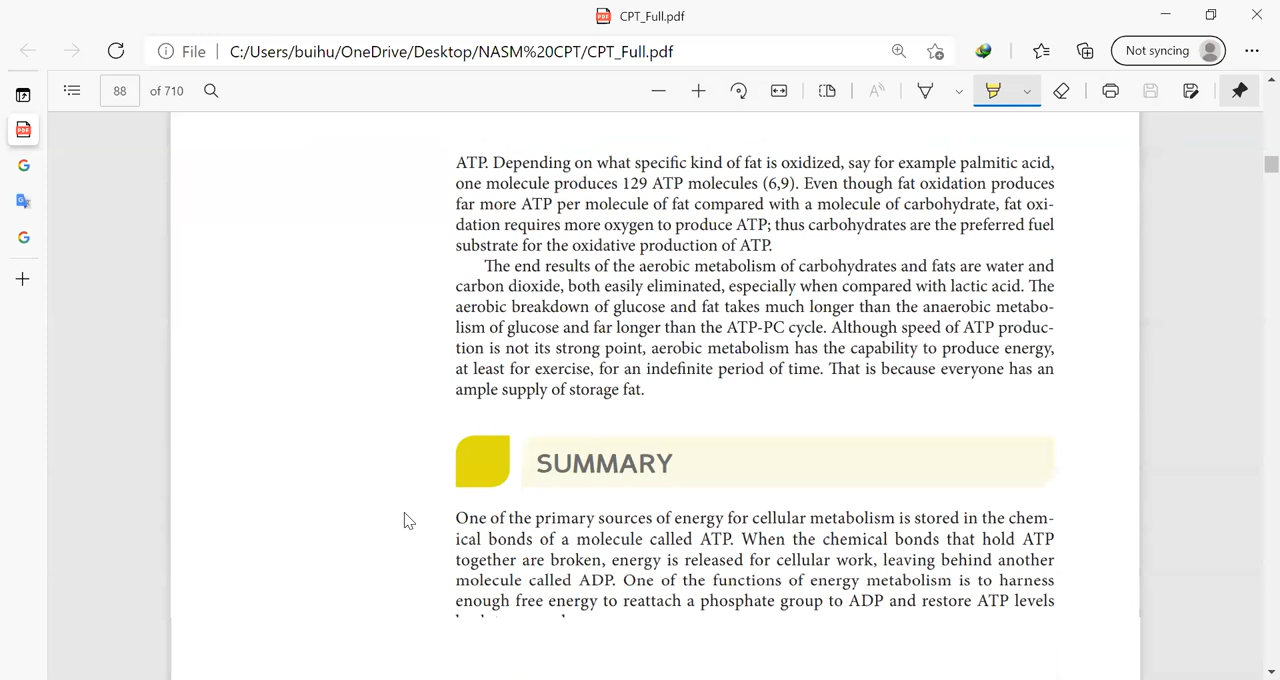 CPT_Full.pdf
File | C:/Users/buihu/OneDrive/Desktop/NASM%20CPT/CPT_Full.pdf
Not syncing
88 of 710
ATP. Depending on what specific kind of fat is oxidized, say for example palmitic acid,
one molecule produces 129 ATP molecules (6,9). Even though fat oxidation produces
far more ATP per molecule of fat compared with a molecule of carbohydrate, fat oxi-
dation requires more oxygen to produce ATP; thus carbohydrates are the preferred fuel
substrate for the oxidative production of ATP.
The end results of the aerobic metabolism of carbohydrates and fats are water and
carbon dioxide, both easily eliminated, especially when compared with lactic acid. The
aerobic breakdown of glucose and fat takes much longer than the anaerobic metabo-
lism of glucose and far longer than the ATP-PC cycle. Although speed of ATP produc-
tion is not its strong point, aerobic metabolism has the capability to produce energy,
at least for exercise, for an indefinite period of time. That is because everyone has an
ample supply of storage fat.
SUMMARY
One of the primary sources of energy for cellular metabolism is stored in the chem-
ical bonds of a molecule called ATP. When the chemical bonds that hold ATP
together are broken, energy is released for cellular work, leaving behind another
molecule called ADP. One of the functions of energy metabolism is to harness
enough free energy to reattach a phosphate group to ADP and restore ATP levels